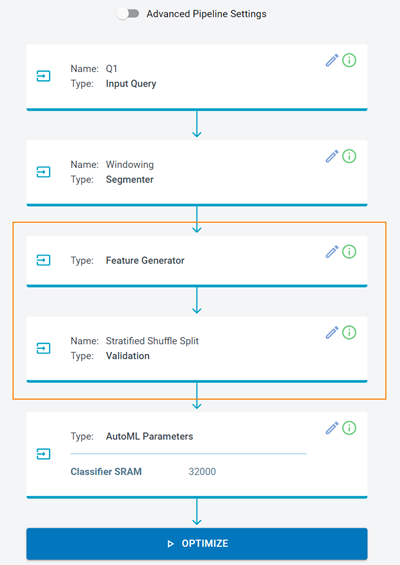 Advanced Pipeline Settings
Name: Q1
Type: Input Query
Name: Windowing
Type: Segmenter
Type: Feature Generator
Name: Stratified Shuffle Split
Type: Validation
Type: AutoML Parameters
Classifier SRAM 32000
OPTIMIZE